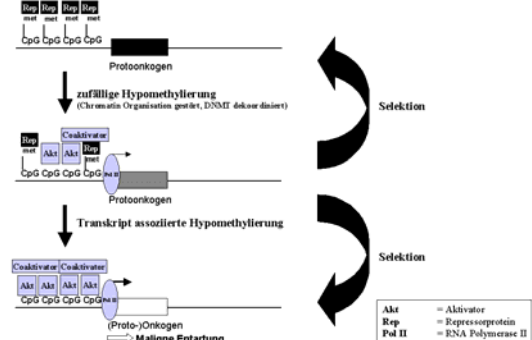 Rep Rep Rep Rep
met met met met
CpG CpG CpG CpG
Protoonkogen
zufällige Hypomethylierung
(Chromatin Organisation gestört, DNMT dekoordiniert)
Selektion
Coaktivator
Rep Akt Akt Rep
met met
Pol II
CpG CpG CpG CpG
Protoonkogen
Transkript assoziierte Hypomethylierung
Selektion
Coaktivator Coaktivator
Akt Akt Akt Akt
Pol II
CpG CpG CpG CpG
(Proto-)Onkogen
Maligne Entartung
Akt = Aktivator
Rep = Repressorprotein
Pol II = RNA Polymerase II